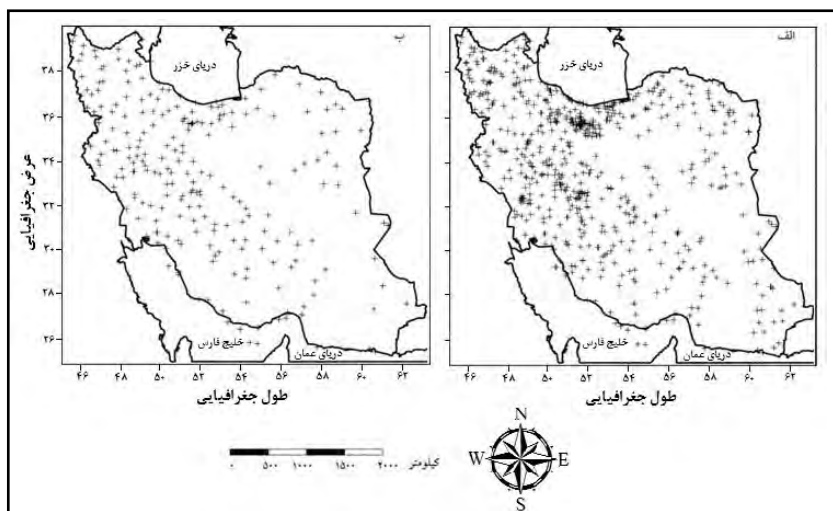 الف
ب
دریای خزر
دریای خزر
۳۸
۳۶
۳۴
۳۲
۳۰
۲۸
۲۶
عرض جغرافیایی
خلیج فارس
دریای عمان
خلیج فارس
دریای عمان
۴۶ ۴۸ ۵۰ ۵۲ ۵۴ ۵۶ ۵۸ ۶۰ ۶۲
۴۶ ۴۸ ۵۰ ۵۲ ۵۴ ۵۶ ۵۸ ۶۰ ۶۲
طول جغرافیایی
طول جغرافیایی
۰ ۵۰۰ ۱۰۰۰ ۱۵۰۰ ۲۰۰۰ کیلومتر
N
W E
S